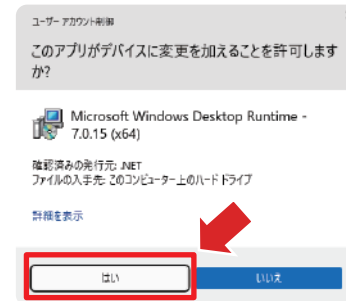 ユーザー アカウント制御
このアプリがデバイスに変更を加えることを許可します
か?
Microsoft Windows Desktop Runtime -
7.0.15 (x64)
確認済みの発行元: .NET
ファイルの入手先: このコンピューター上のハード ドライブ
詳細を表示
はい
いいえ